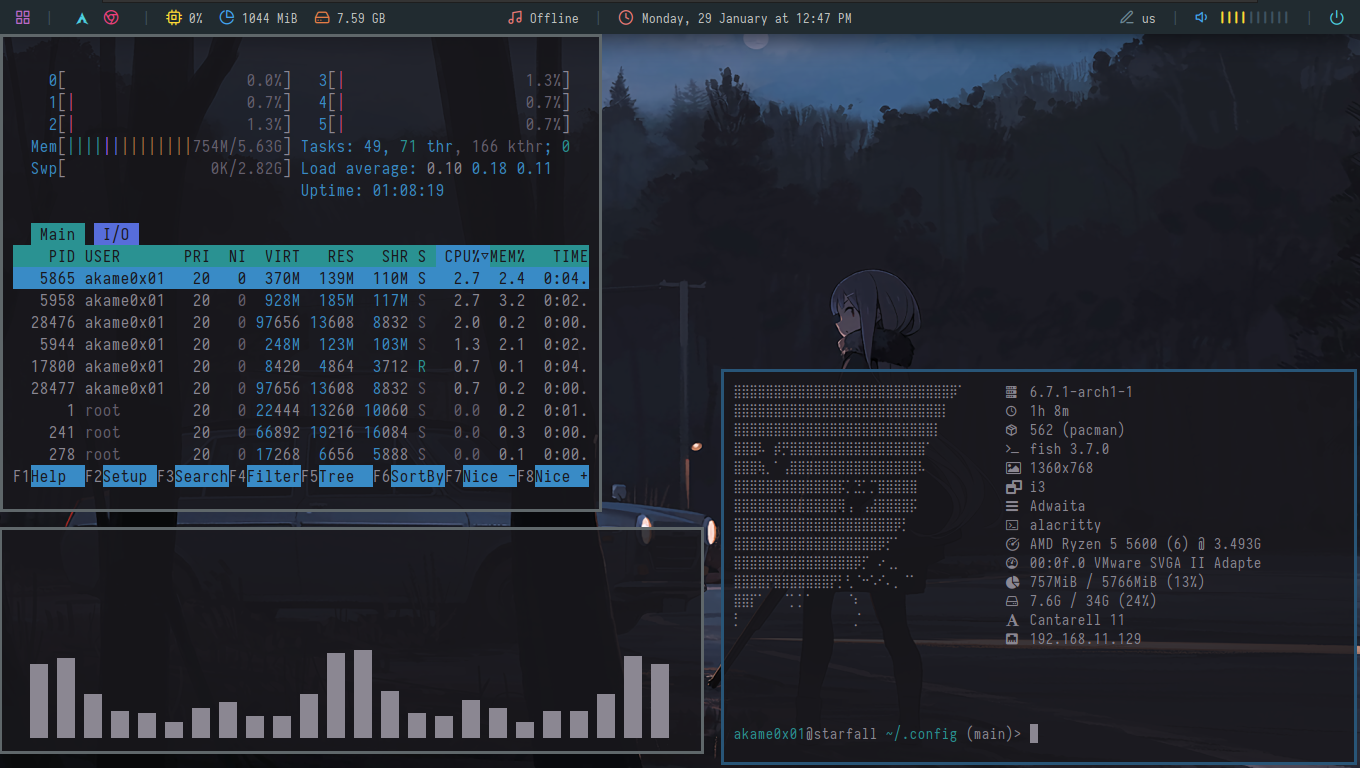 0% 1044 MiB 7.59 GB Offline Monday, 29 January at 12:47 PM us
0[ 0.0%] 3[| 1.3%]
1[| 0.7%] 4[| 0.7%]
2[| 1.3%] 5[| 0.7%]
Mem[||||||||||||||754M/5.63G] Tasks: 49, 71 thr, 166 kthr; 0
Swp[ 0K/2.82G] Load average: 0.10 0.18 0.11
Uptime: 01:08:19
Main I/O
PID USER PRI NI VIRT RES SHR S CPU%▽MEM% TIME
5865 akame0x01 20 0 370M 139M 110M S 2.7 2.4 0:04.
5958 akame0x01 20 0 928M 185M 117M S 2.7 3.2 0:02.
28476 akame0x01 20 0 97656 13608 8832 S 2.0 0.2 0:00.
5944 akame0x01 20 0 248M 123M 103M S 1.3 2.1 0:02.
17800 akame0x01 20 0 8420 4864 3712 R 0.7 0.1 0:04.
28477 akame0x01 20 0 97656 13608 8832 S 0.7 0.2 0:00.
1 root 20 0 22444 13260 10060 S 0.0 0.2 0:01.
241 root 20 0 66892 19216 16084 S 0.0 0.3 0:00.
278 root 20 0 17268 6656 5888 S 0.0 0.1 0:00.
F1Help F2Setup F3SearchF4FilterF5Tree F6SortByF7Nice -F8Nice +
6.7.1-arch1-1
1h 8m
562 (pacman)
fish 3.7.0
1360x768
i3
Adwaita
alacritty
AMD Ryzen 5 5600 (6) @ 3.493G
00:0f.0 VMware SVGA II Adapte
757MiB / 5766MiB (13%)
7.6G / 34G (24%)
Cantarell 11
192.168.11.129
akame0x01@starfall ~/.config (main)>